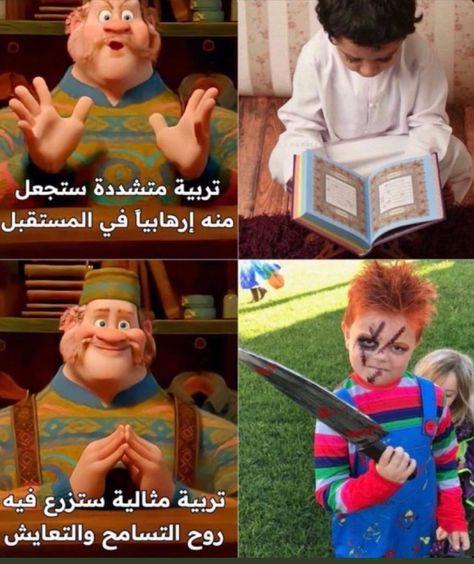 تربية متشددة ستجعل
منه إرهابياً في المستقبل
تربية مثالية ستزرع فيه
روح التسامح والتعايش